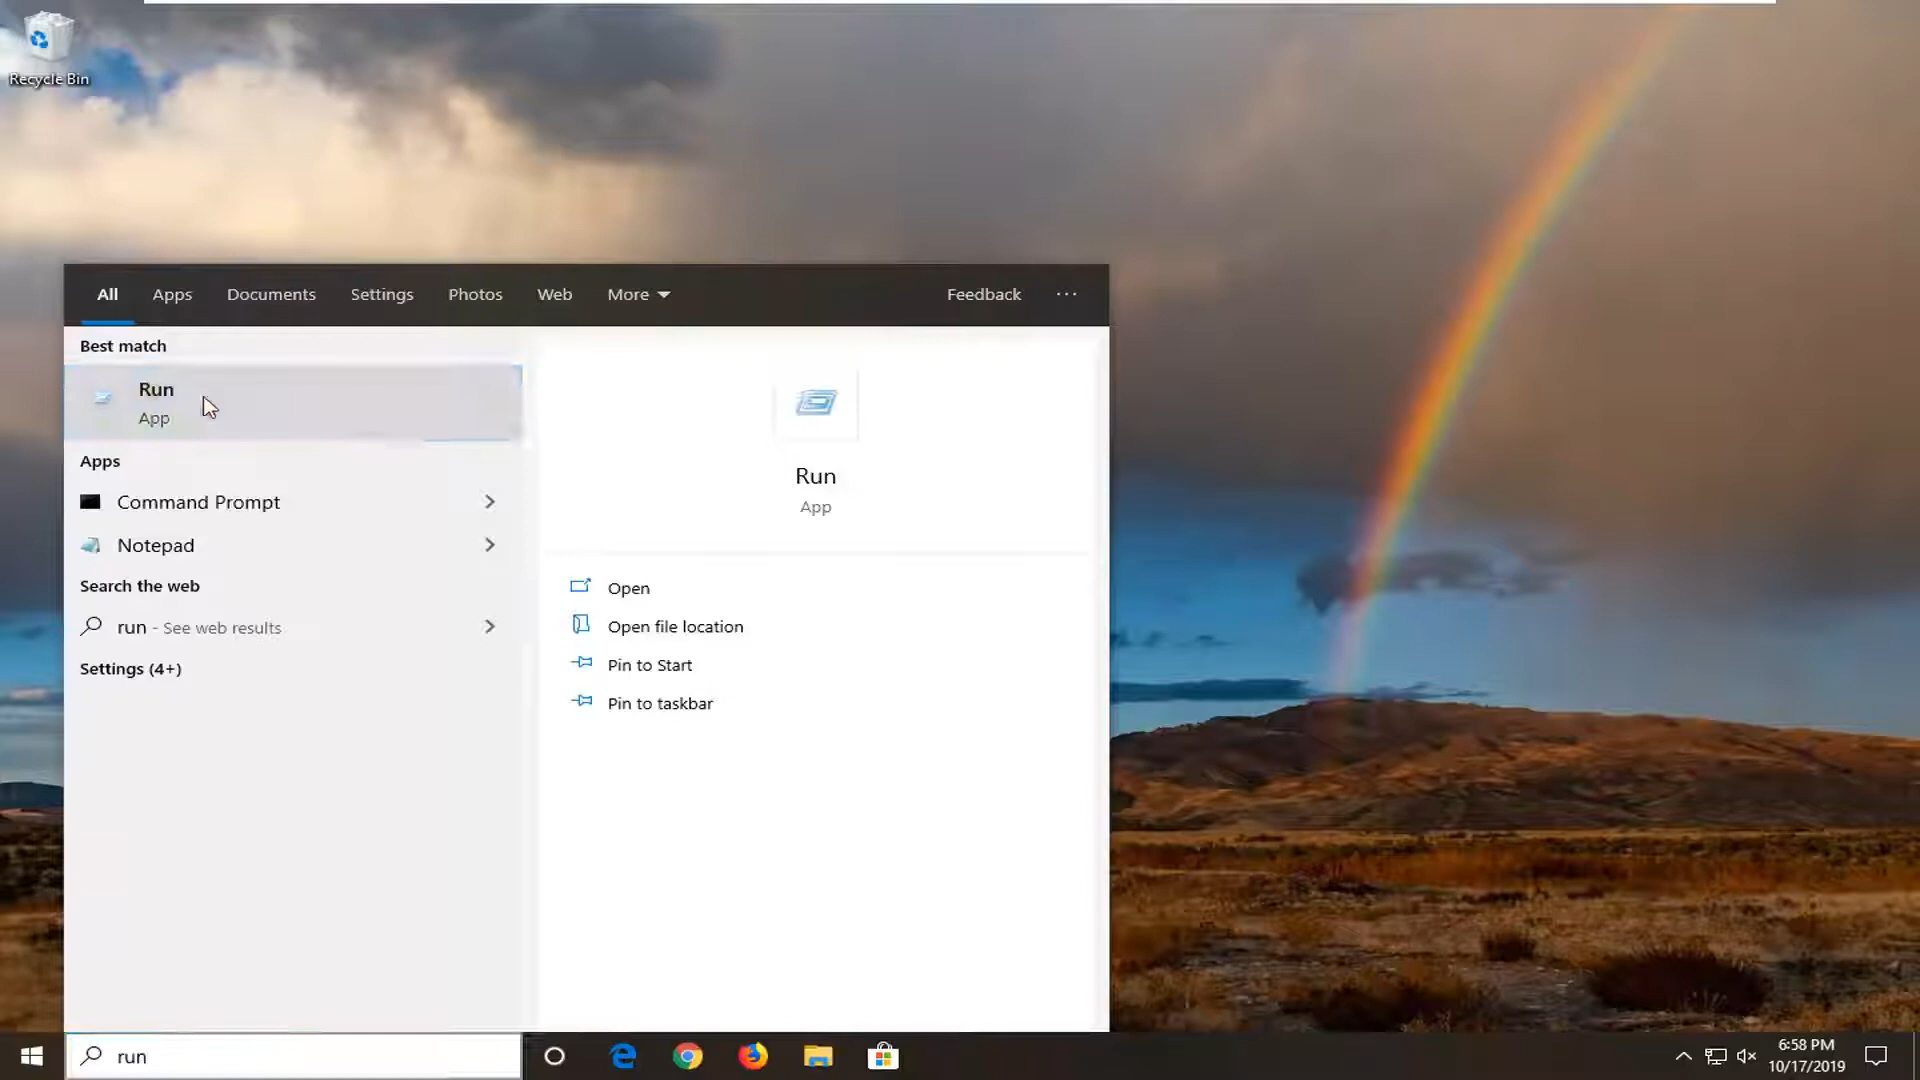 Recycle Bin
All Apps Documents Settings Photos Web More Feedback ...
Best match
Run
App
Apps
Command Prompt
Notepad
Search the web
run - See web results
Settings (4+)
Run
App
Open
Open file location
Pin to Start
Pin to taskbar
run
6:58 PM
10/17/2019